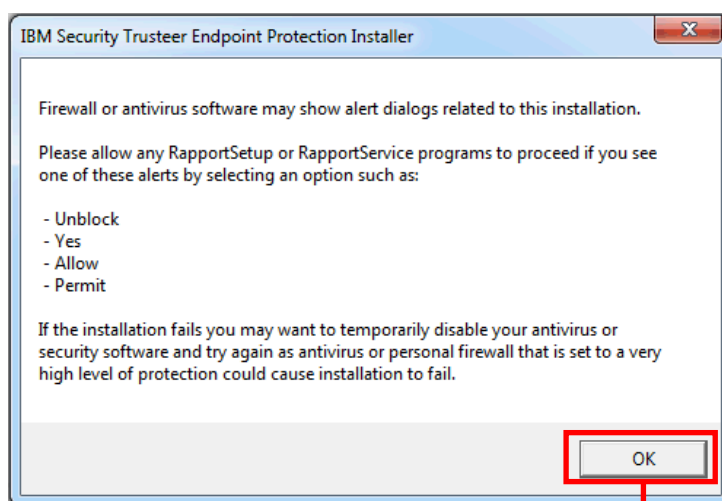 IBM Security Trusteer Endpoint Protection Installer
Firewall or antivirus software may show alert dialogs related to this installation.
Please allow any RapportSetup or RapportService programs to proceed if you see
one of these alerts by selecting an option such as:
- Unblock
- Yes
- Allow
- Permit
If the installation fails you may want to temporarily disable your antivirus or
security software and try again as antivirus or personal firewall that is set to a very
high level of protection could cause installation to fail.
OK